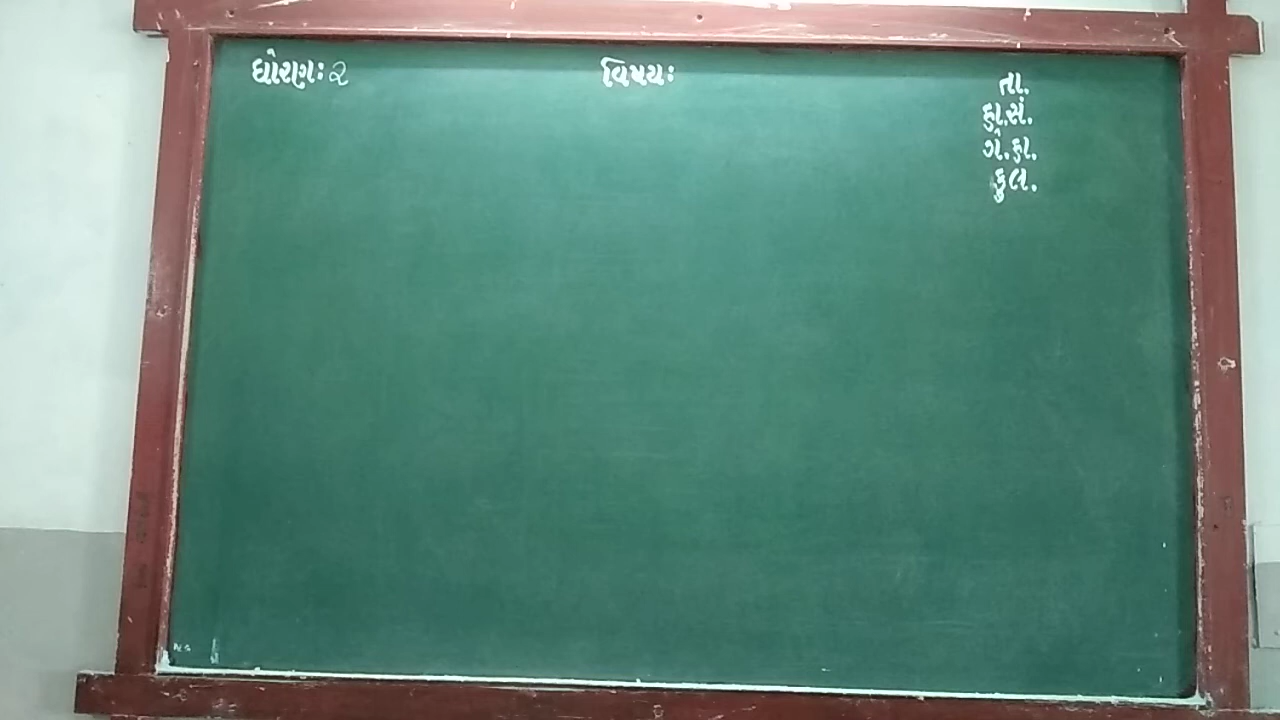 ધોરણઃ ૨
વિષયઃ
તા.
હા.સં.
ગે.હા.
કુલ.